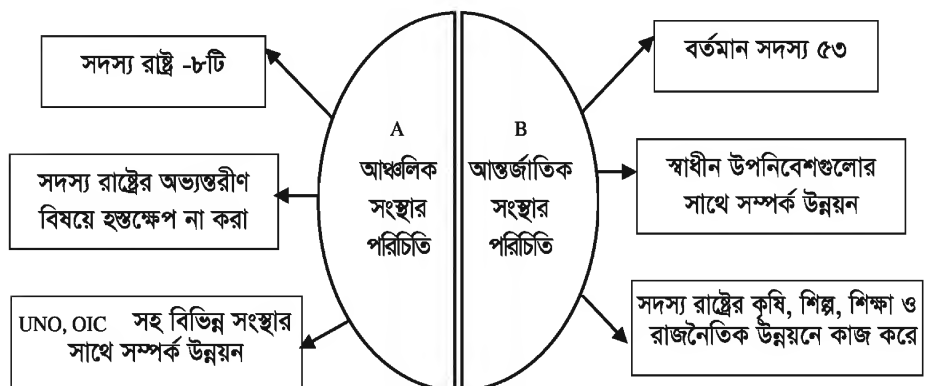 সদস্য রাষ্ট্র -৮টি
সদস্য রাষ্ট্রের অভ্যন্তরীণ
বিষয়ে হস্তক্ষেপ না করা
UNO, OIC সহ বিভিন্ন সংস্থার
সাথে সম্পর্ক উন্নয়ন
A
আঞ্চলিক
সংস্থার
পরিচিতি
B
আন্তর্জাতিক
সংস্থার
পরিচিতি
বর্তমান সদস্য ৫৩
স্বাধীন উপনিবেশগুলোর
সাথে সম্পর্ক উন্নয়ন
সদস্য রাষ্ট্রের কৃষি, শিল্প, শিক্ষা ও
রাজনৈতিক উন্নয়নে কাজ করে